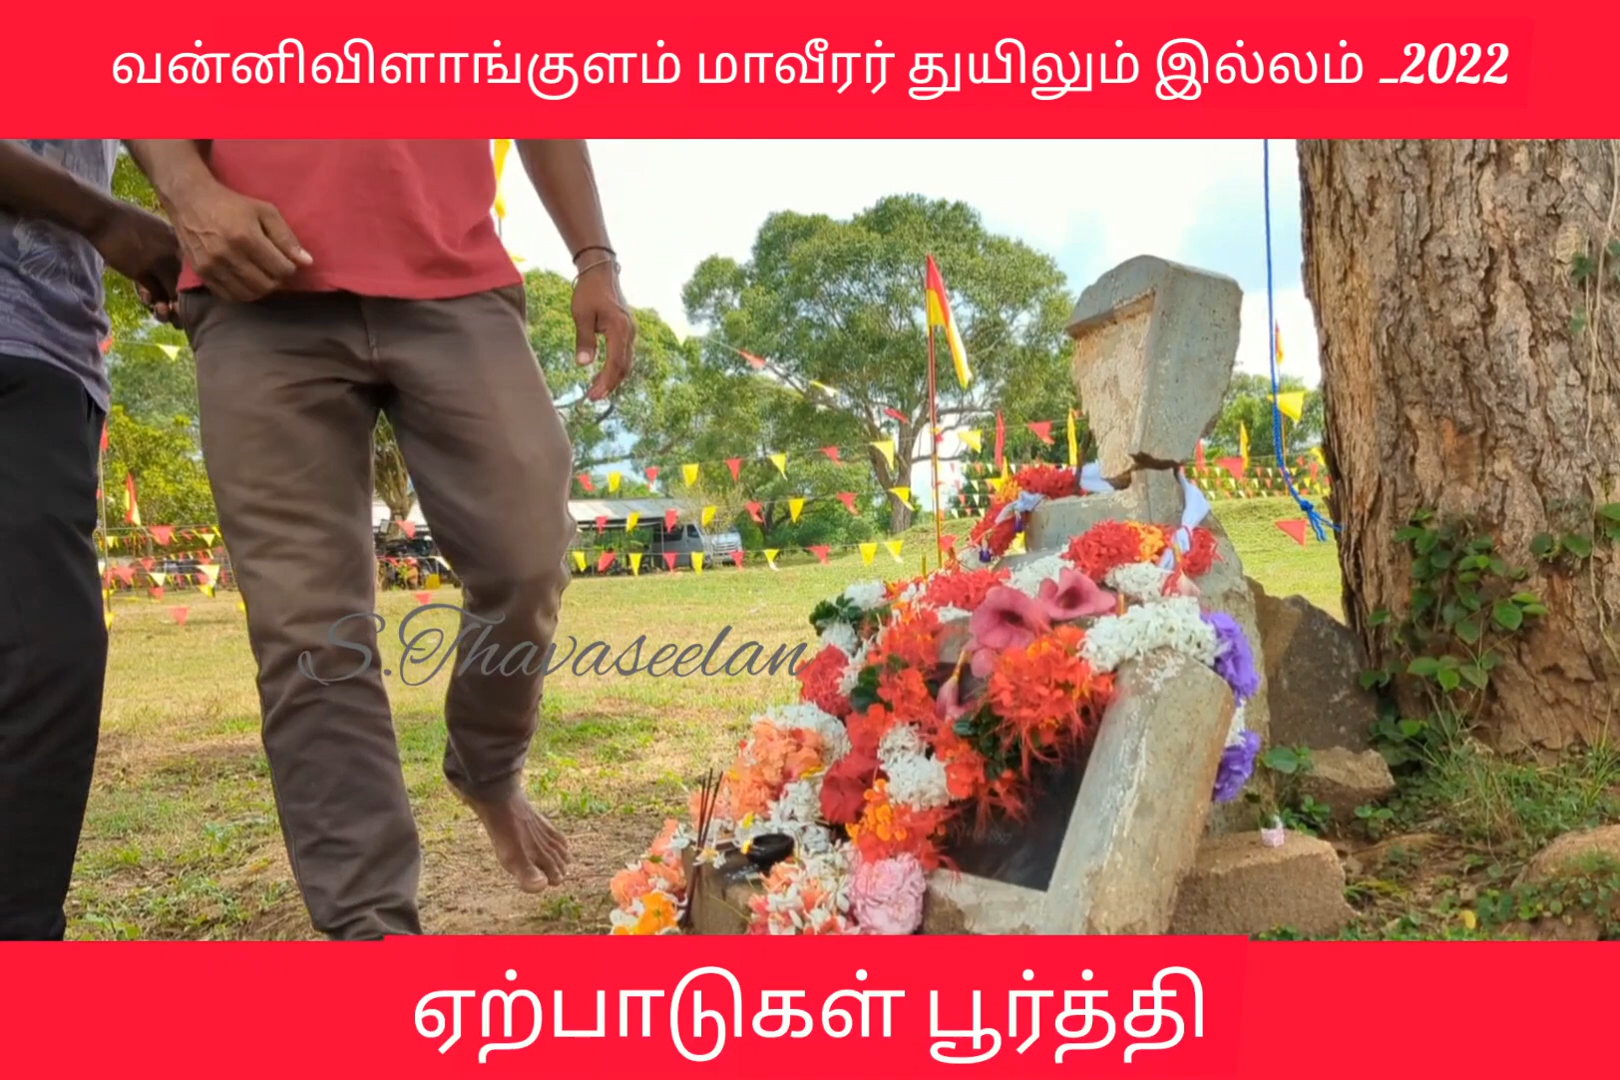 வன்னிவிளாங்குளம் மாவீரர் துயிலும் இல்லம் _2022
S.Thavaseelan
ஏற்பாடுகள் பூர்த்தி